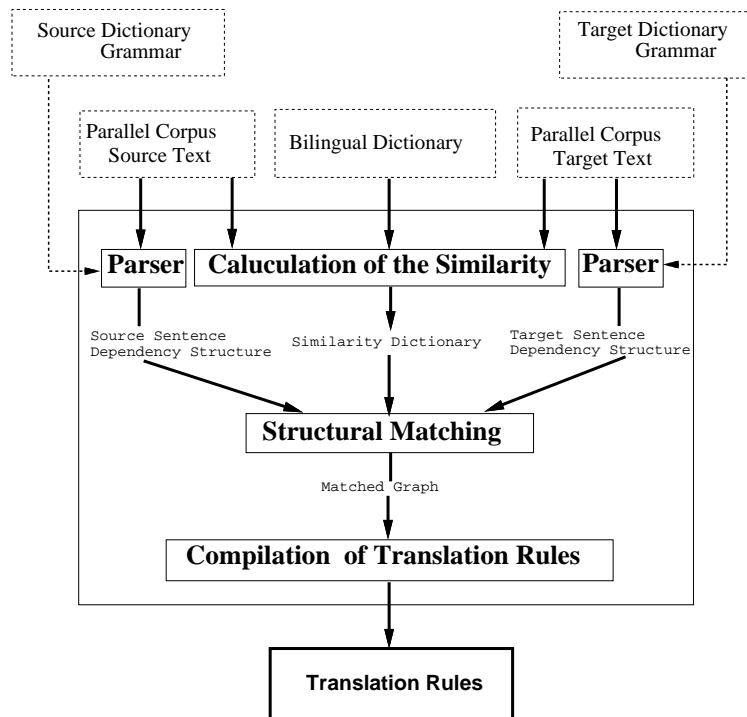 Source Dictionary
Grammar
Target Dictionary
Grammar
Parallel Corpus
Source Text
Bilingual Dictionary
Parallel Corpus
Target Text
Parser
Caluculation of the Similarity
Parser
Source Sentence
Dependency Structure
Similarity Dictionary
Target Sentence
Dependency Structure
Structural Matching
Matched Graph
Compilation of Translation Rules
Translation Rules